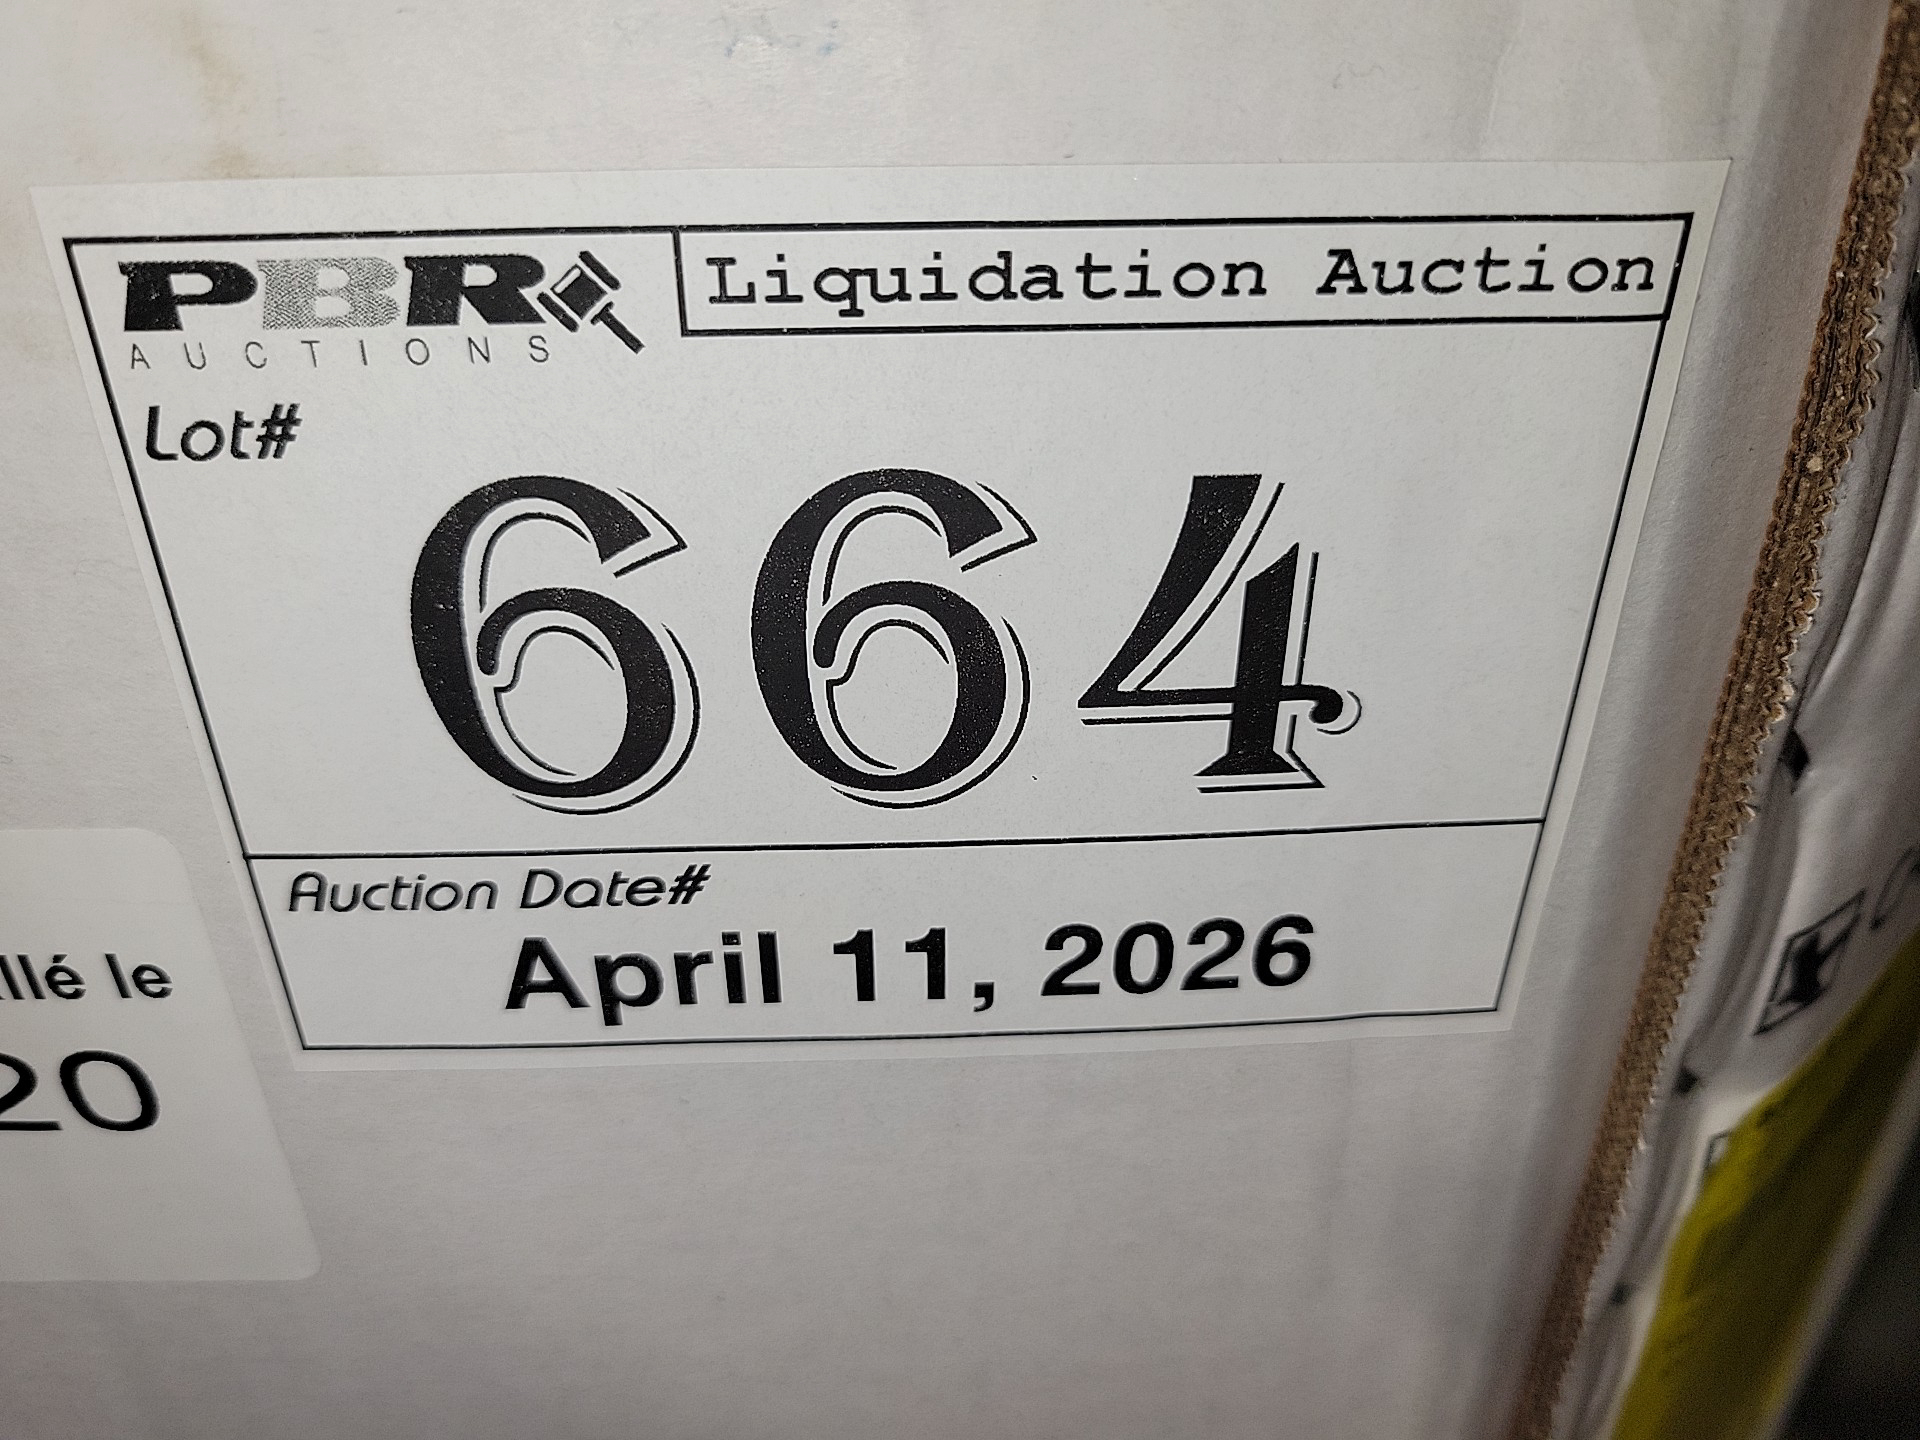 PBR
AUCTIONS
Liquidation Auction
Lot#
664
Auction Date#
April 11, 2026
llé le
20